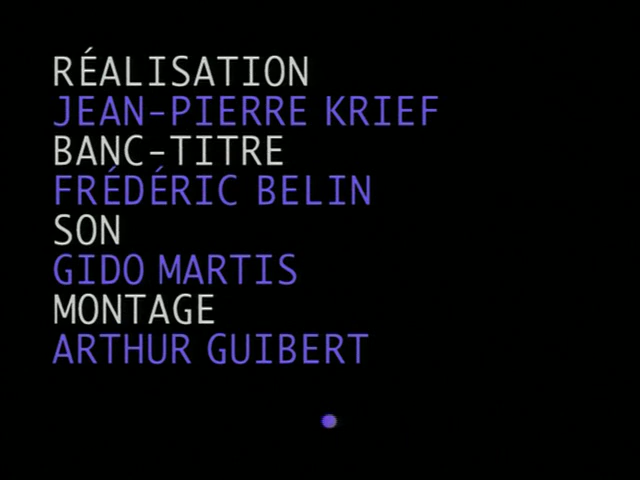 RÉALISATION
JEAN-PIERRE KRIEF
BANC-TITRE
FRÉDÉRIC BELIN
SON
GIDO MARTIS
MONTAGE
ARTHUR GUIBERT